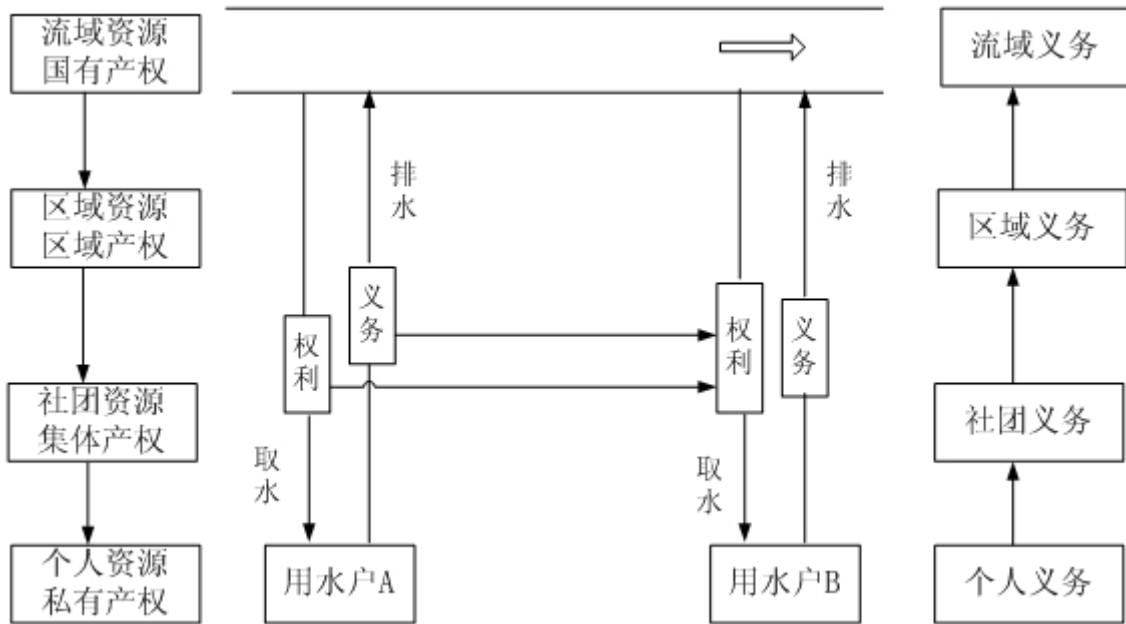 流域资源
国有产权
区域资源
区域产权
社团资源
集体产权
个人资源
私有产权
排水
义务
权利
取水
用水户A
排水
权利
义务
取水
用水户B
流域义务
区域义务
社团义务
个人义务